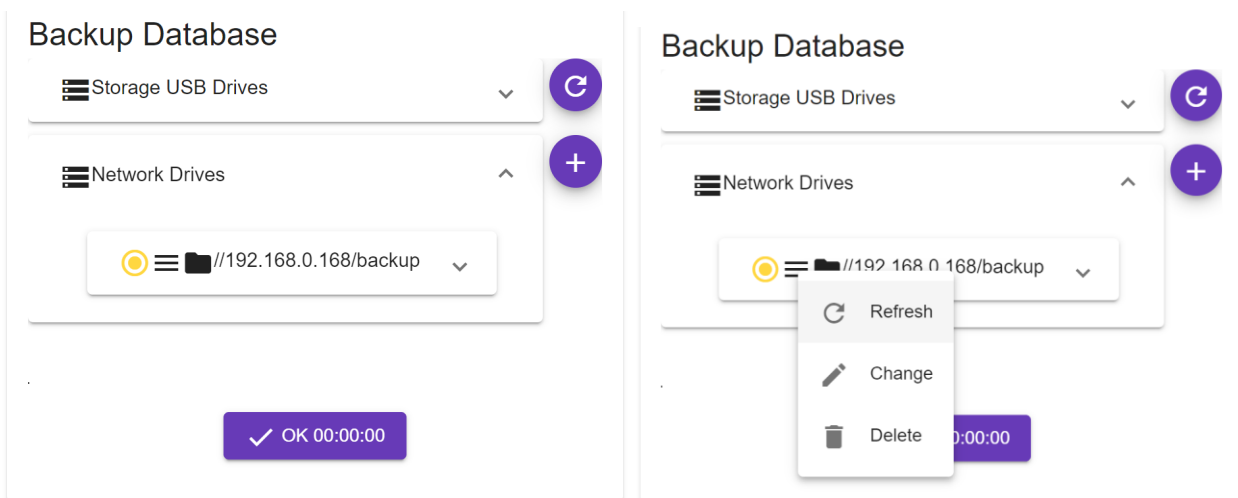 Backup Database
Storage USB Drives
Network Drives
//192.168.0.168/backup
.
OK 00:00:00
Backup Database
Storage USB Drives
Network Drives
//192.168.0.168/backup
Refresh
Change
Delete
.
0:00:00